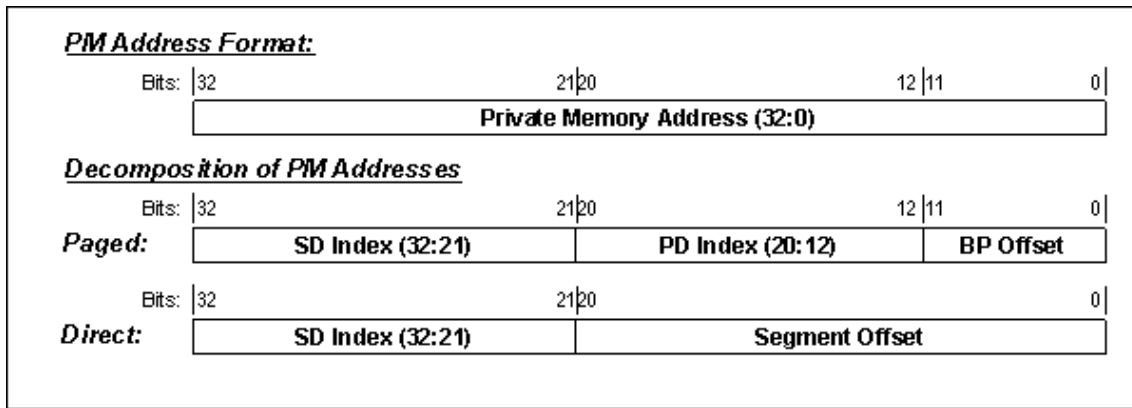 PM Address Format:
Bits: 32 21 20 12 11 0
Private Memory Address (32:0)
Decomposition of PM Addresses
Bits: 32 21 20 12 11 0
Paged: SD Index (32:21) PD Index (20:12) BP Offset
Bits: 32 21 20 0
Direct: SD Index (32:21) Segment Offset